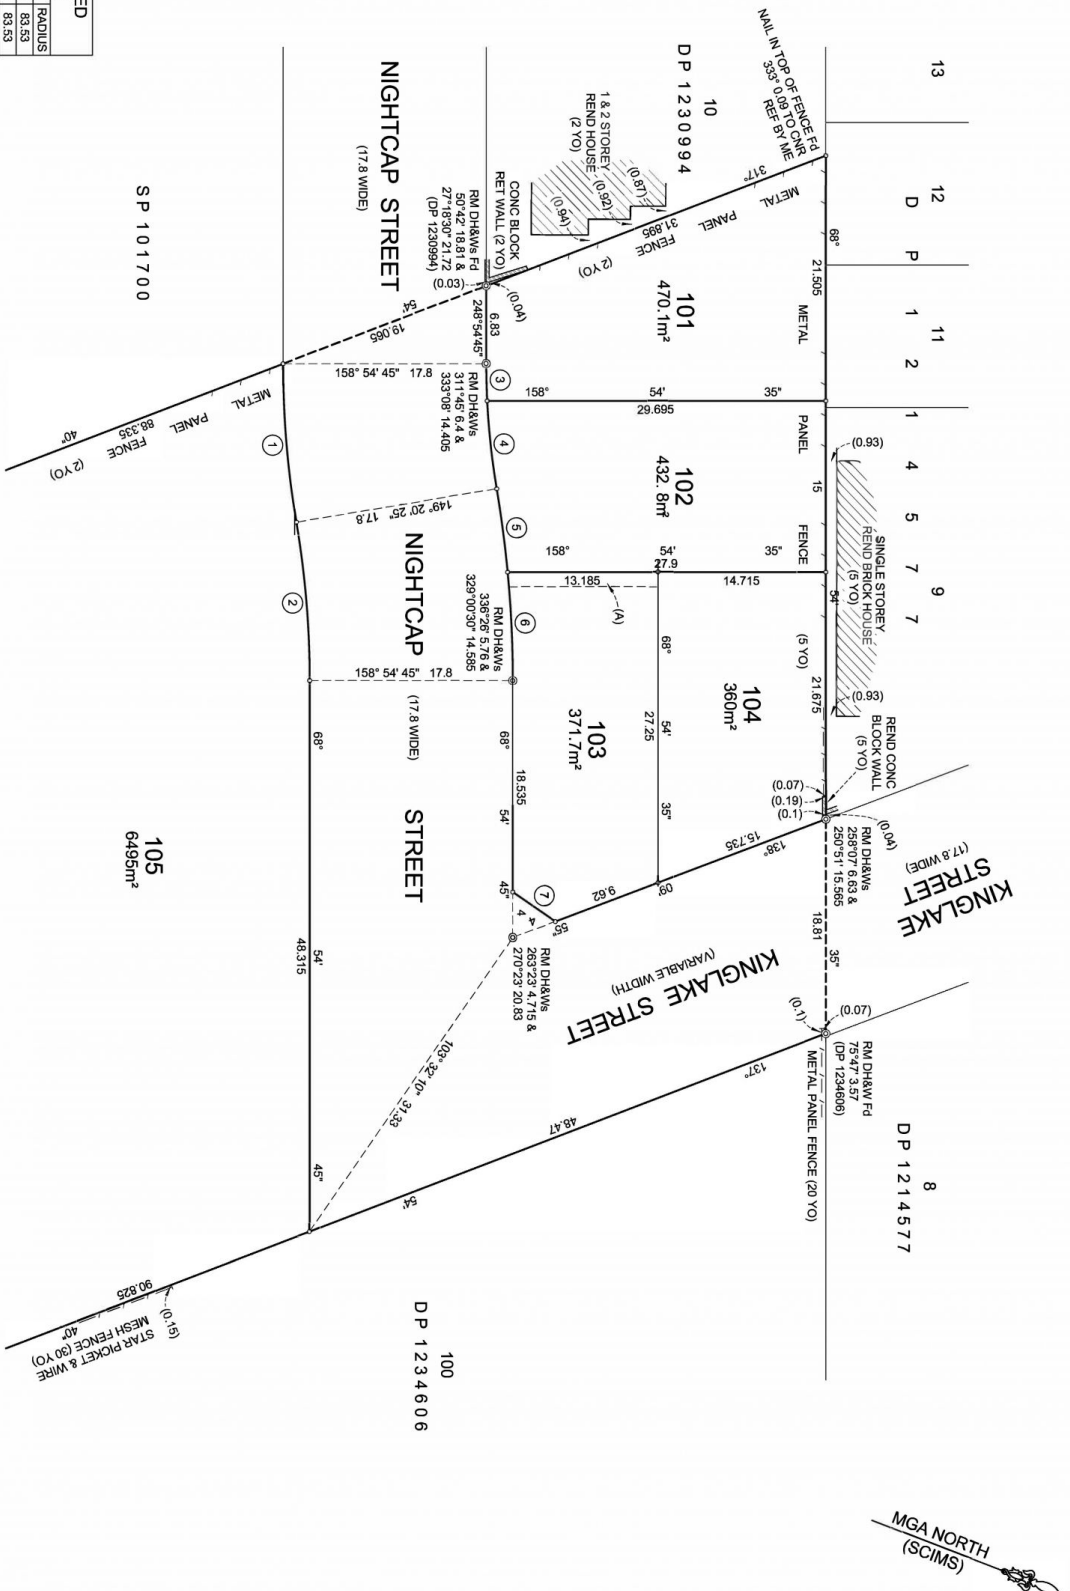 NAIL IN TOP OF FENCE Fd
333° 0.09 TO CNR
REF BY ME
13
12
11
9
D P 1 2 1 4 5 7 7
10
DP 1230994
1 & 2 STOREY
REND HOUSE
(2 YO)
(0.87)
(0.92)
(0.94)
317°
31.895
METAL PANEL FENCE
(2 YO)
68°
21.505
METAL PANEL FENCE
(5 YO)
15
54'
21.675
18.81
35"
(0.93)
SINGLE STOREY
REND BRICK HOUSE
(5 YO)
(0.93)
REND CONC
BLOCK WALL
(5 YO)
(0.07)
(0.19)
(0.1)
(0.04)
RM DH&Ws
258°07' 6.63 &
250°51' 15.565
KINGLAKE
STREET
(17.8 WIDE)
(0.07)
(0.1)
RM DH&W Fd
75°47' 3.57
(DP 1234606)
METAL PANEL FENCE (20 YO)
8
DP 1214577
101
470.1m²
158°
54'
35"
29.695
102
432.8m²
158°
54'
35"
27.9
13.185
14.715
(A)
104
360m²
68°
54'
35"
27.25
103
371.7m²
138°
15.735
09'
9.62
55"
CONC BLOCK
RET WALL (2 YO)
RM DH&Ws Fd
50°42' 18.81 &
27°18'30" 21.72
(DP 1230994)
(0.03)
(0.04)
6.83
248°54'45"
3
4
5
6
7
RM DH&Ws
311°45' 6.4 &
333°08' 14.405
RM DH&Ws
336°26' 5.76 &
329°00'30" 14.585
68°
18.535
54'
45"
4.4
RM DH&Ws
263°23' 4.715 &
270°23' 20.83
KINGLAKE STREET
(VARIABLE WIDTH)
NIGHTCAP STREET
(17.8 WIDE)
54'
19.065
158° 54' 45" 17.8
149° 20' 25" 17.8
158° 54' 45" 17.8
NIGHTCAP STREET
(17.8 WIDE)
103° 32' 10" 31.33
137°
48.47
54'
1
2
68°
54'
45"
48.315
METAL PANEL FENCE (2 YO)
88.335
40"
SP 101700
105
6495m²
90.825
40"
(0.15)
STAR PICKET & WIRE
MESH FENCE (30 YO)
100
DP 1234606
MGA NORTH
(SCIMS)
ED
RADIUS
83.53
83.53